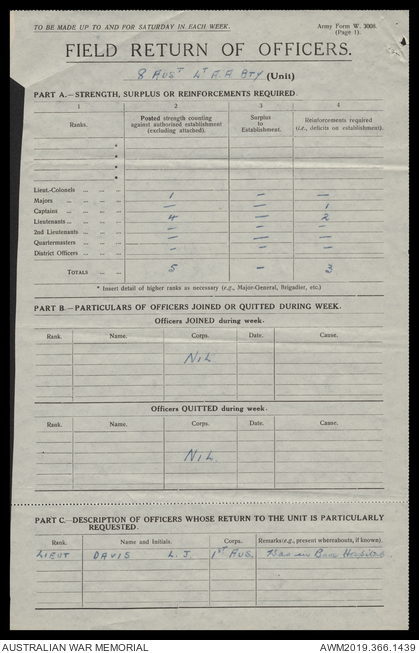 TO BE MADE UP TO AND FOR SATURDAY IN EACH WEEK.
Army Form W. 3008.
(Page 1).
FIELD RETURN OF OFFICERS.
8 AUST LT A A BTY (Unit)
PART A.—STRENGTH, SURPLUS OR REINFORCEMENTS REQUIRED.
1 2 3 4
Ranks. Posted strength counting against authorised establishment (excluding attached). Surplus to Establishment. Reinforcements required (i.e., deficits on establishment).
*
*
*
*
Lieut.-Colonels ... ... ...
Majors ... ... ... 1 — —
Captains ... ... ... — — 1
Lieutenants ... ... ... 4 — 2
2nd Lieutenants ... ... — —
Quartermasters ... ... — — —
District Officers ... ... — — —
TOTALS ... ... 5 — 3
* Insert detail of higher ranks as necessary (e.g., Major-General, Brigadier, etc.)
PART B.—PARTICULARS OF OFFICERS JOINED OR QUITTED DURING WEEK.
Officers JOINED during week.
Rank. Name. Corps. Date. Cause.
NIL
Officers QUITTED during week.
Rank. Name. Corps. Date. Cause.
NIL
PART C.—DESCRIPTION OF OFFICERS WHOSE RETURN TO THE UNIT IS PARTICULARLY
REQUESTED.
Rank. Name and Initials. Corps. Remarks (e.g., present whereabouts, if known).
LIEUT DAVIS L. J. 1ST AUS. Hospital
AUSTRALIAN WAR MEMORIAL
AWM2019.366.1439